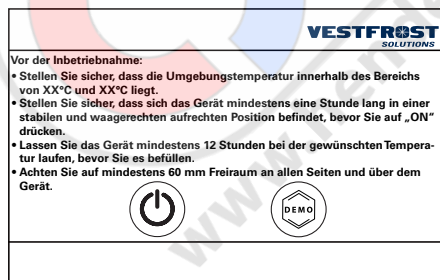 VESTFROST
SOLUTIONS
Vor der Inbetriebnahme:
• Stellen Sie sicher, dass die Umgebungstemperatur innerhalb des Bereichs
von XX°C und XX°C liegt.
• Stellen Sie sicher, dass sich das Gerät mindestens eine Stunde lang in einer
stabilen und waagerechten aufrechten Position befindet, bevor Sie auf „ON“
drücken.
• Lassen Sie das Gerät mindestens 12 Stunden bei der gewünschten Tempera-
tur laufen, bevor Sie es befüllen.
• Achten Sie auf mindestens 60 mm Freiraum an allen Seiten und über dem
Gerät.
DEMO